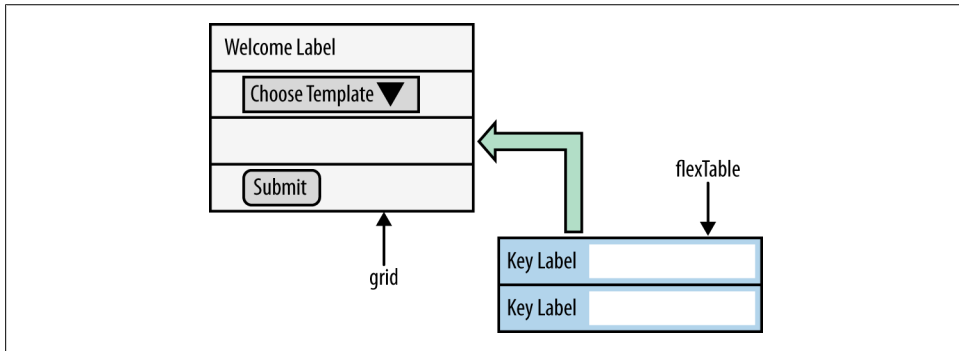 Welcome Label
Choose Template
Submit
grid
flexTable
Key Label
Key Label